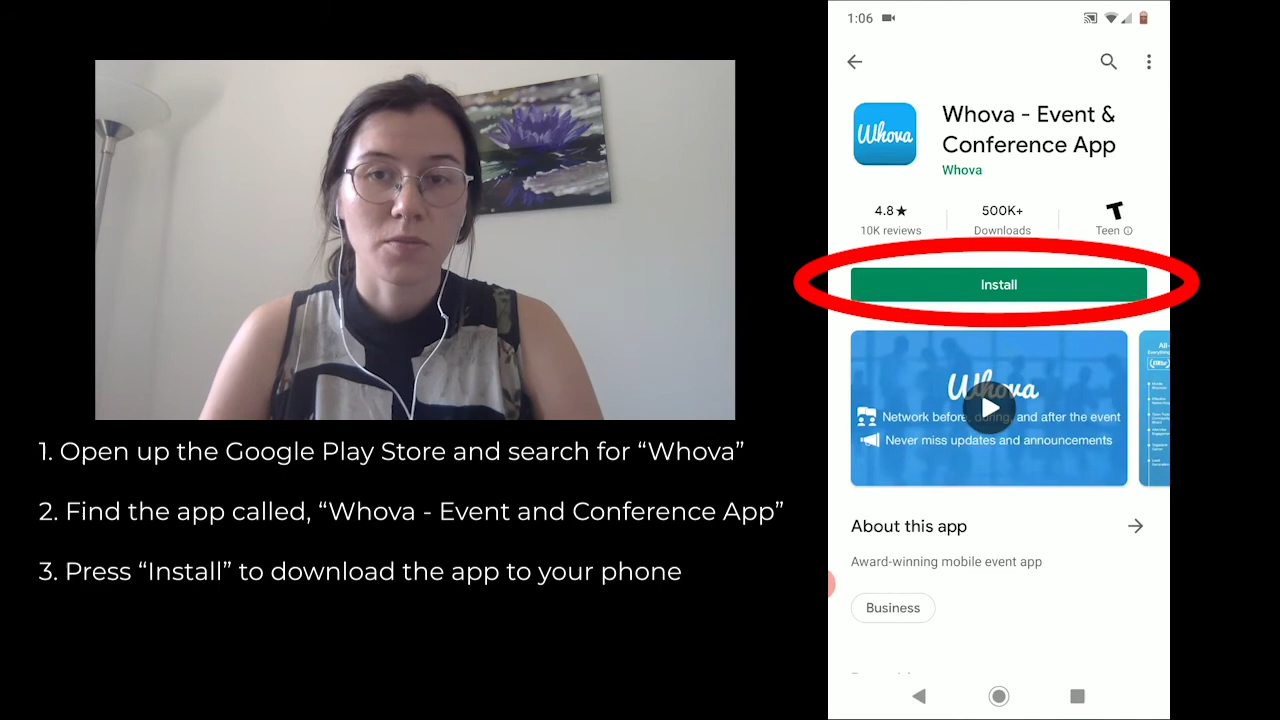 1. Open up the Google Play Store and search for “Whova”
2. Find the app called, “Whova - Event and Conference App”
3. Press “Install” to download the app to your phone
1:06
Whova
Whova - Event &
Conference App
Whova
4.8★
10K reviews
500K+
Downloads
T
Teen
Install
Whova
Network before, during, and after the event
Never miss updates and announcements
All-
About this app
Award-winning mobile event app
Business